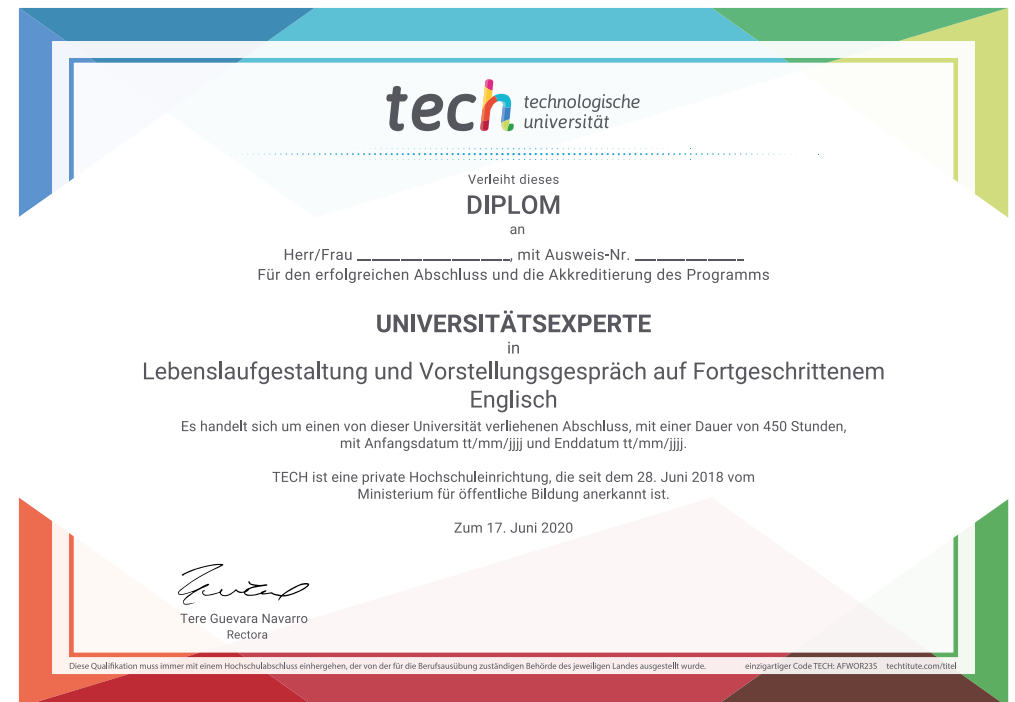 tech technologische
universität
Verleiht dieses
DIPLOM
an
Herr/Frau ____________________, mit Ausweis-Nr. ______________
Für den erfolgreichen Abschluss und die Akkreditierung des Programms
UNIVERSITÄTSEXPERTE
in
Lebenslaufgestaltung und Vorstellungsgespräch auf Fortgeschrittenem
Englisch
Es handelt sich um einen von dieser Universität verliehenen Abschluss, mit einer Dauer von 450 Stunden,
mit Anfangsdatum tt/mm/jjjj und Enddatum tt/mm/jjjj.
TECH ist eine private Hochschuleinrichtung, die seit dem 28. Juni 2018 vom
Ministerium für öffentliche Bildung anerkannt ist.
Zum 17. Juni 2020
Tere Guevara Navarro
Rectora
Diese Qualifikation muss immer mit einem Hochschulabschluss einhergehen, der von der für die Berufsausübung zuständigen Behörde des jeweiligen Landes ausgestellt wurde. einzigartiger Code TECH: AFWOR23S techtitute.com/titel